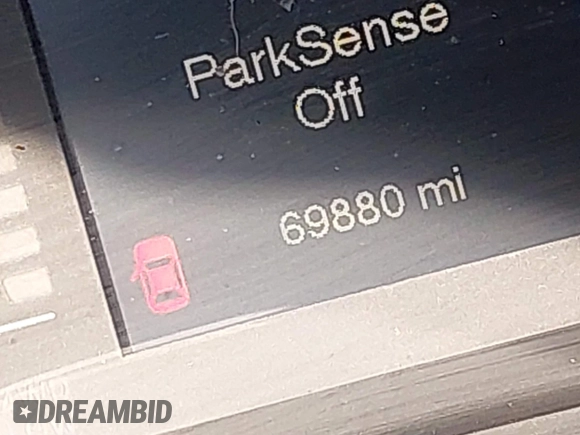 ParkSense
Off
69880 mi
DREAMBID